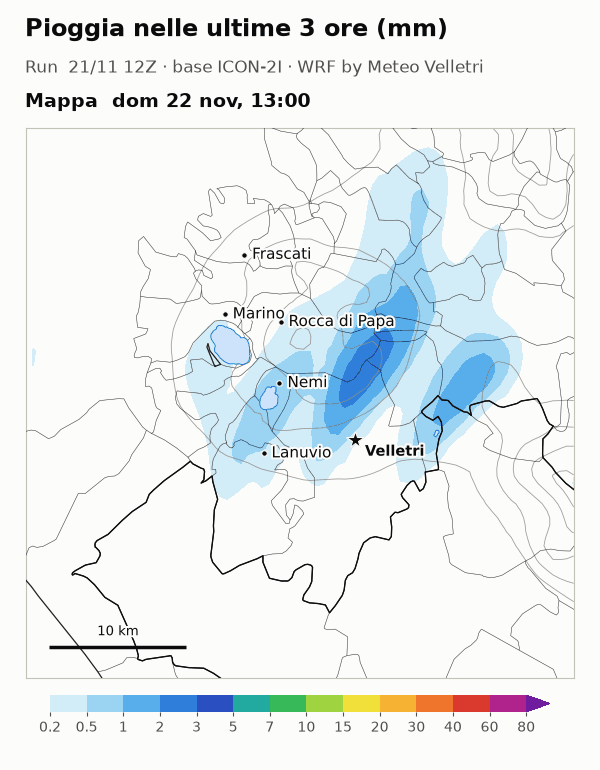 Pioggia nelle ultime 3 ore (mm)
Run  21/11 12Z · base ICON-2I · WRF by Meteo Velletri
Mappa  dom 22 nov, 13:00
Frascati
Marino
Rocca di Papa
Nemi
Velletri
Lanuvio
10 km
0.2 0.5 1 2 3 5 7 10 15 20 30 40 60 80